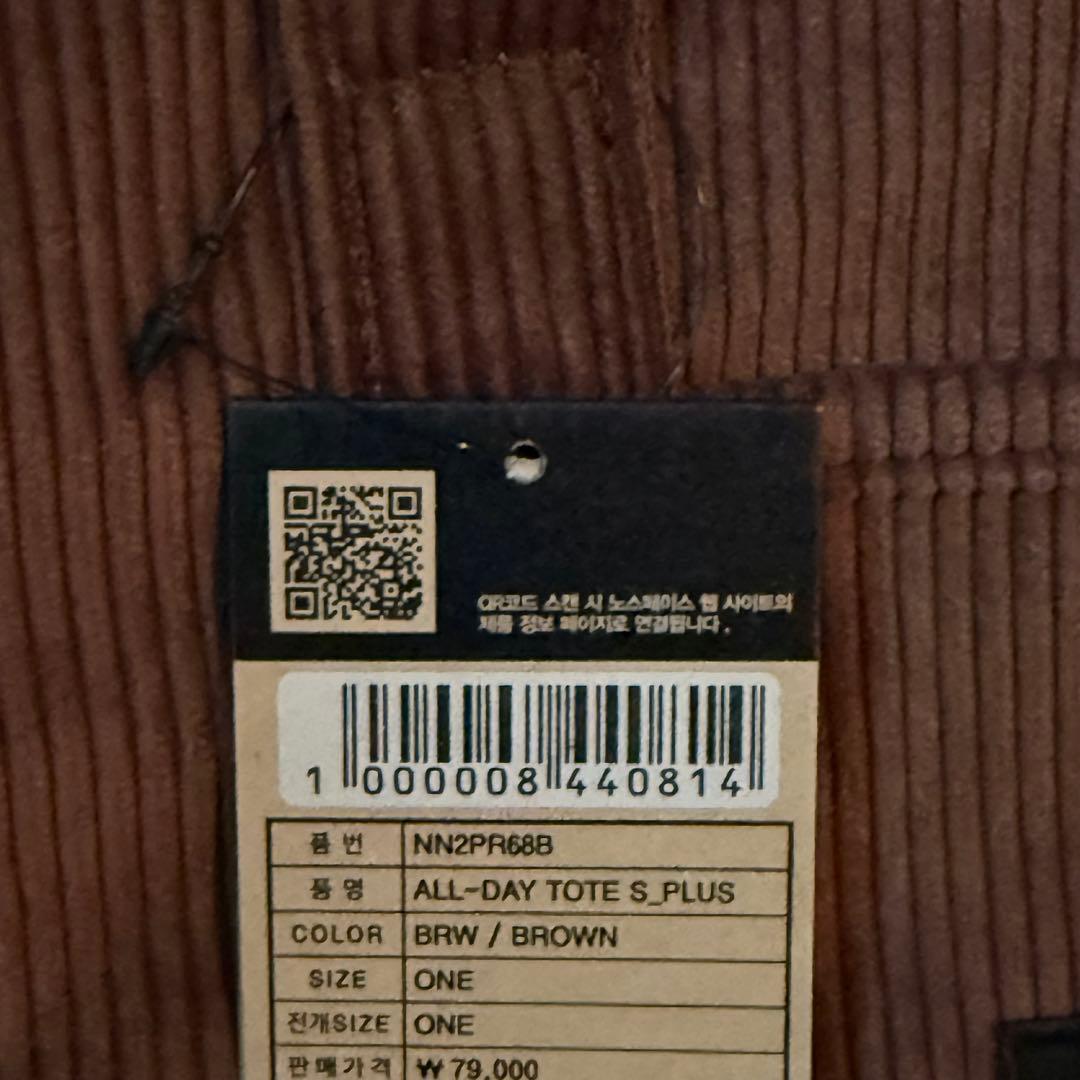 QR코드 스캔 시 노스페이스 웹 사이트의
제품 정보 페이지로 연결됩니다.
1 000008 440814
품 번 NN2PR68B
품 명 ALL-DAY TOTE S_PLUS
COLOR BRW / BROWN
SIZE ONE
전개SIZE ONE
판매가격 ₩ 79,000